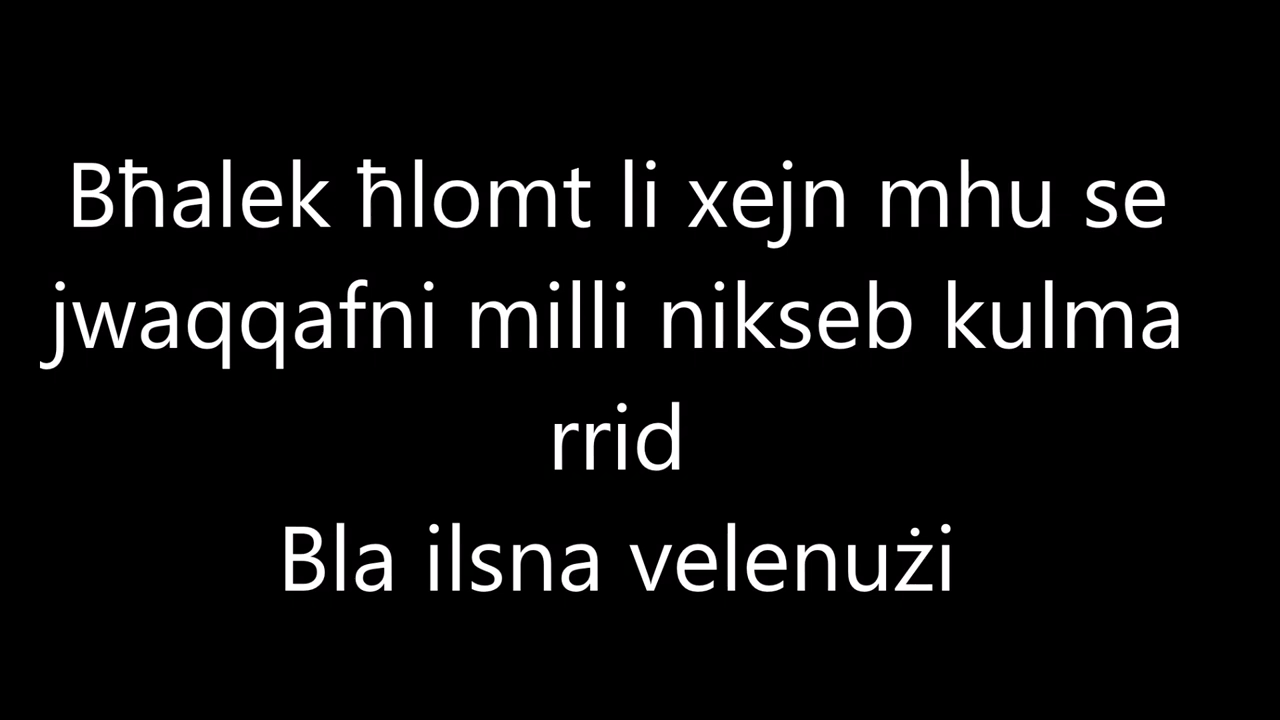 Bħalek ħlomt li xejn mhu se
jwaqqafni milli nikseb kulma
rrid
Bla ilsna velenużi